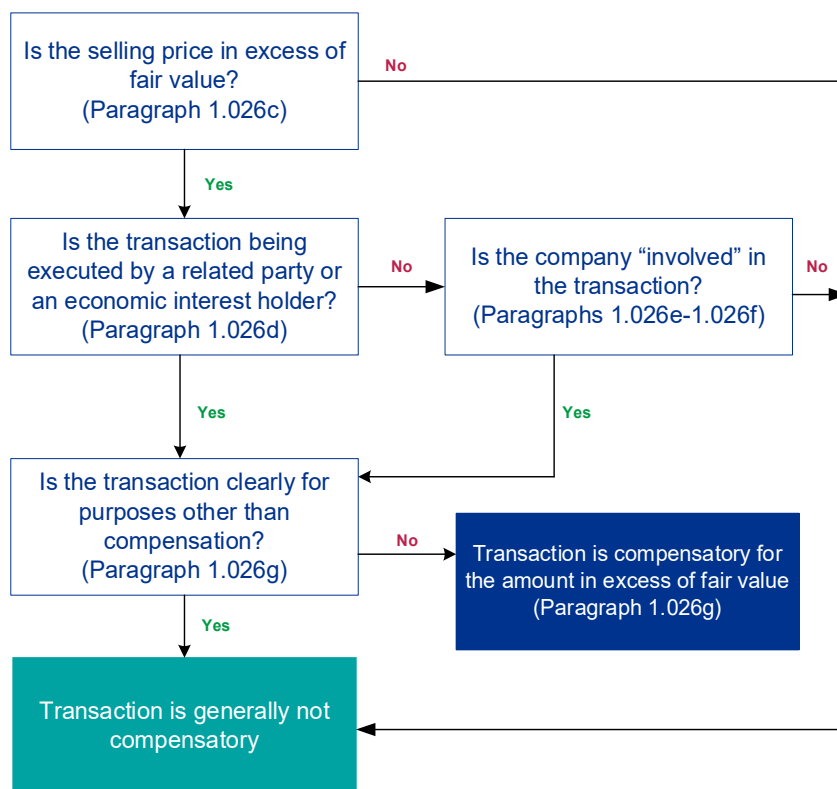 Is the selling price in excess of
fair value?
(Paragraph 1.026c)
No
Yes
Is the transaction being
executed by a related party or
an economic interest holder?
(Paragraph 1.026d)
No
Is the company “involved” in
the transaction?
(Paragraphs 1.026e-1.026f)
No
Yes
Yes
Is the transaction clearly for
purposes other than
compensation?
(Paragraph 1.026g)
No
Transaction is compensatory for
the amount in excess of fair value
(Paragraph 1.026g)
Yes
Transaction is generally not
compensatory